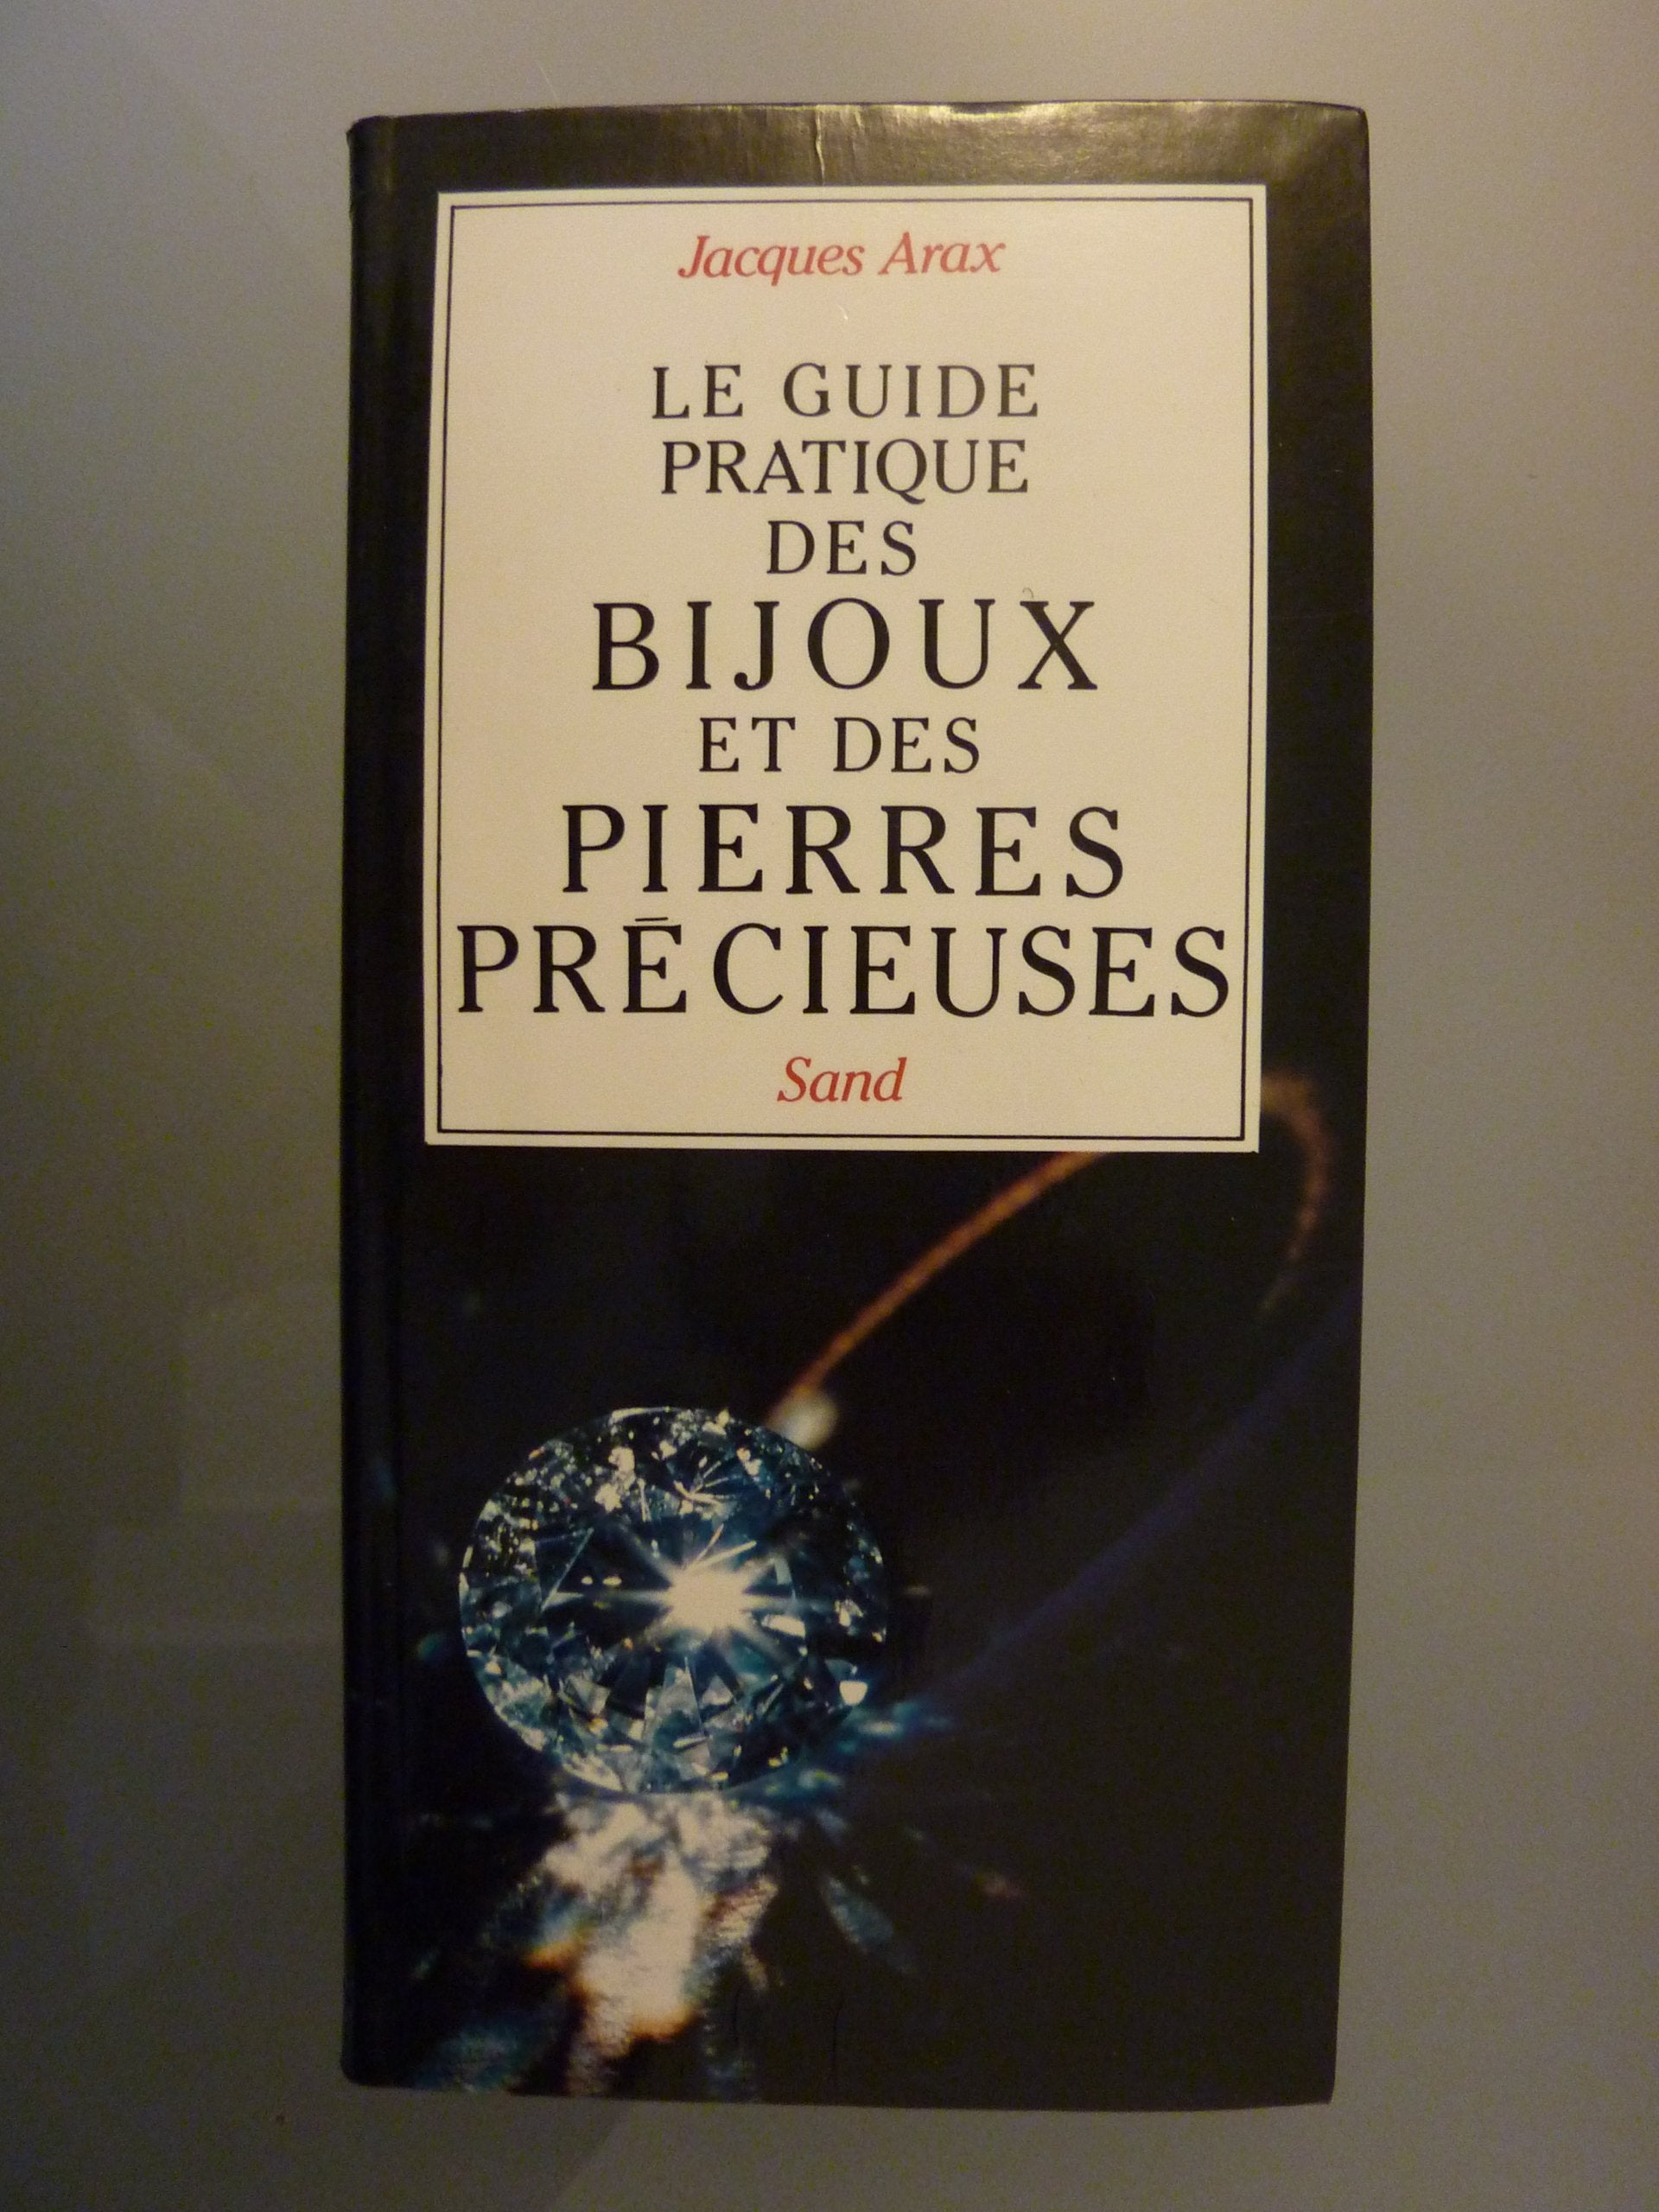 Jacques Arax
LE GUIDE
PRATIQUE
DES
BIJOUX
ET DES
PIERRES
PRÉCIEUSES
Sand